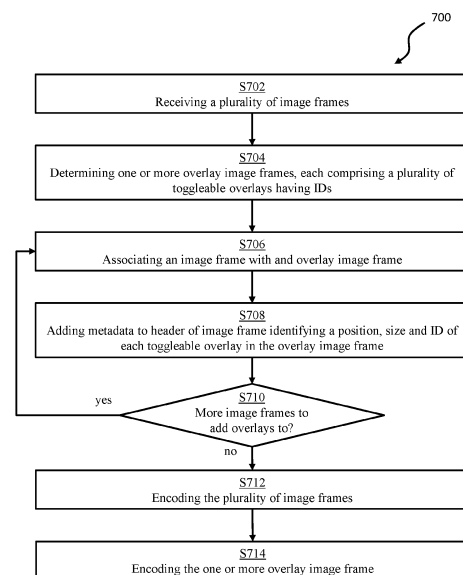 700
S702
Receiving a plurality of image frames
S704
Determining one or more overlay image frames, each comprising a plurality of
toggleable overlays having IDs
S706
Associating an image frame with and overlay image frame
S708
Adding metadata to header of image frame identifying a position, size and ID of
each toggleable overlay in the overlay image frame
yes
S710
More image frames to
add overlays to?
no
S712
Encoding the plurality of image frames
S714
Encoding the one or more overlay image frame